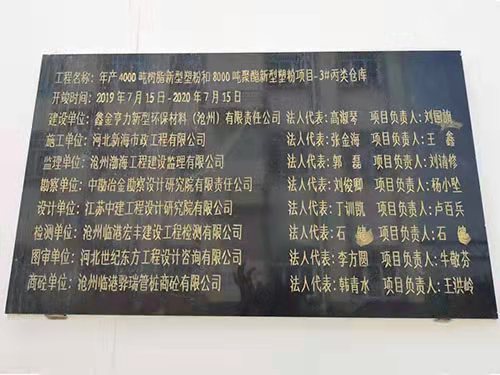 工程名称：年产4000吨树脂新型塑粉和8000吨聚酯新型塑粉项目-3#丙类仓库
开竣时间：2019年7月15日-2020年7月15日
建设单位：鑫金亨力新型环保材料（沧州）有限责任公司 法人代表：高淑琴 项目负责人：刘国旗
施工单位：河北新海市政工程有限公司 法人代表：张金海 项目负责人：王鑫
监理单位：沧州渤海工程建设监理有限公司 法人代表：郭磊 项目负责人：刘清修
勘察单位：中勘冶金勘察设计研究院有限责任公司 法人代表：刘俊卿 项目负责人：杨小坠
设计单位：江苏中建工程设计研究院有限公司 法人代表：丁训凯 项目负责人：卢百兵
检测单位：沧州临港宏丰建设工程检测有限公司 法人代表：石 项目负责人：石
图审单位：河北世纪东方工程设计咨询有限公司 法人代表：李方圆 项目负责人：牛敬芬
商砼单位：沧州临港骅瑞管桩商砼有限公司 法人代表：韩青水 项目负责人：王洪岭